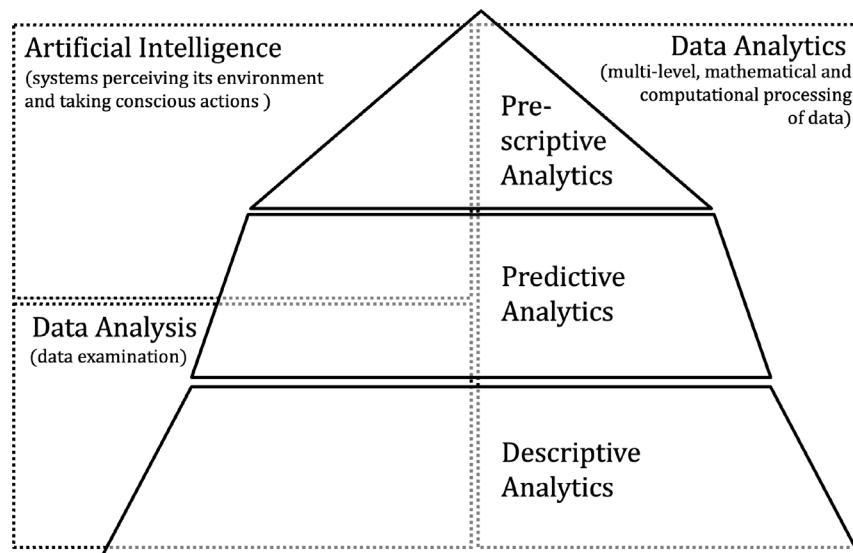 Artificial Intelligence
(systems perceiving its environment
and taking conscious actions )
Data Analytics
(multi-level, mathematical and
computational processing
of data)
Pre-
scriptive
Analytics
Predictive
Analytics
Data Analysis
(data examination)
Descriptive
Analytics